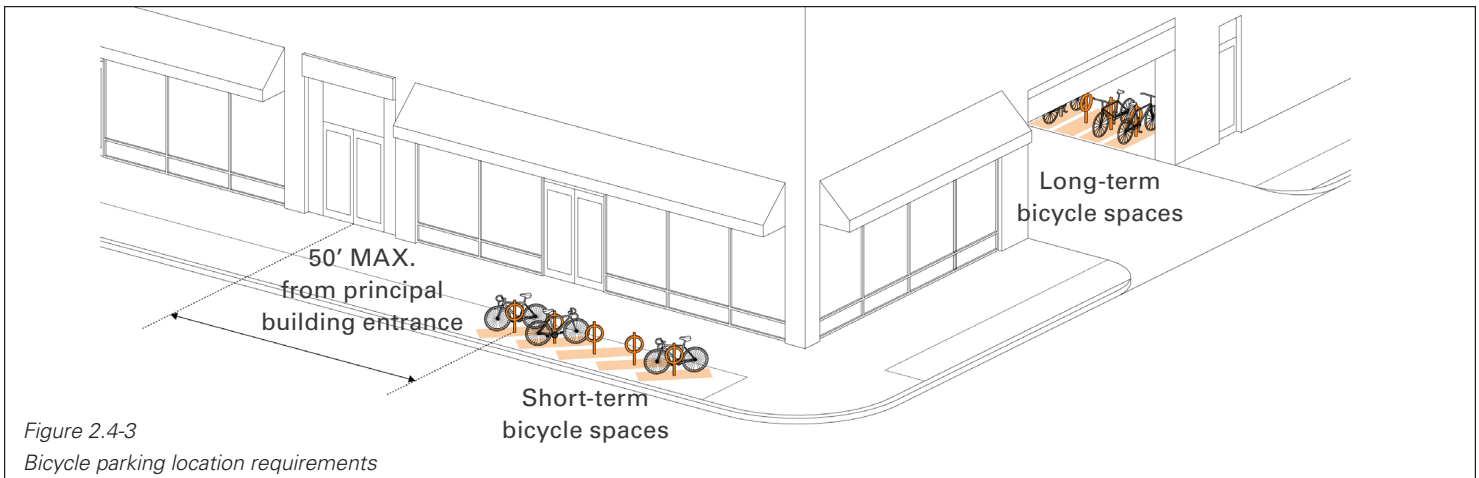 Long-term
bicycle spaces
50’ MAX.
from principal
building entrance
Short-term
bicycle spaces
Figure 2.4-3
Bicycle parking location requirements